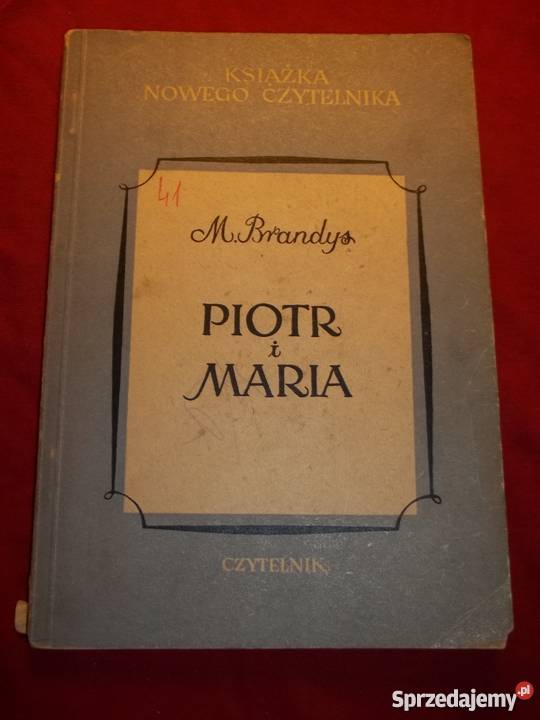 KSIĄŻKA
NOWEGO CZYTELNIKA
41
M. Brandys
PIOTR
i
MARIA
CZYTELNIK
Sprzedajemy.pl